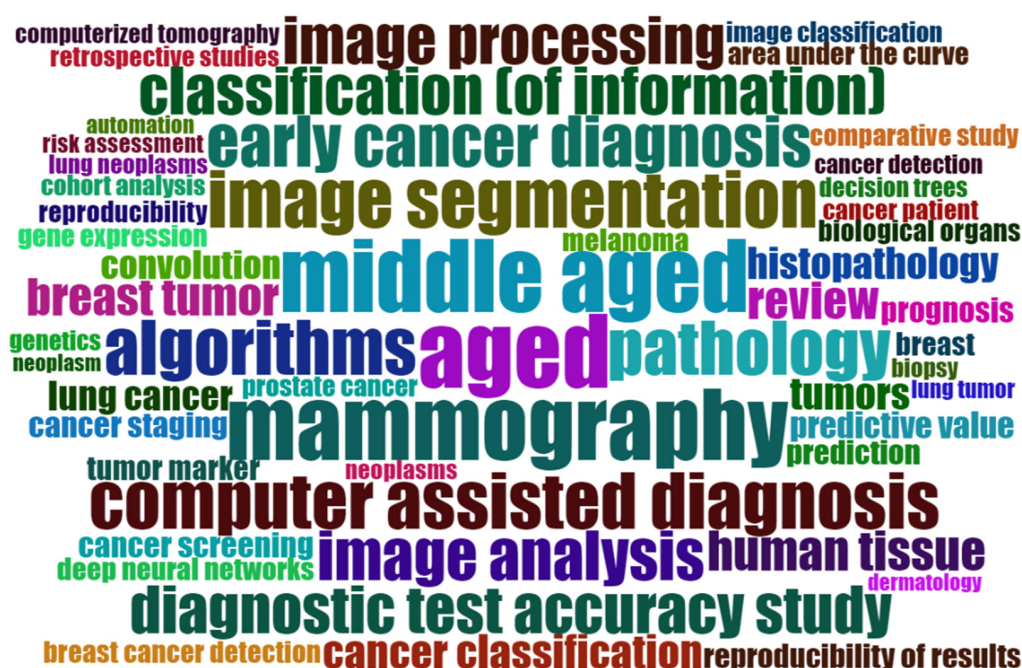 computerized tomography image processing image classification
retrospective studies area under the curve
classification (of information)
automation early cancer diagnosis comparative study
risk assessment
lung neoplasms cancer detection
cohort analysis image segmentation decision trees
reproducibility cancer patient
gene expression melanoma biological organs
convolution middle aged histopathology
breast tumor review prognosis
genetics algorithms aged pathology breast
neoplasm biopsy
lung cancer prostate cancer tumors lung tumor
cancer staging mammography predictive value
prediction
tumor marker neoplasms
computer assisted diagnosis
cancer screening image analysis human tissue
deep neural networks dermatology
diagnostic test accuracy study
breast cancer detection cancer classification reproducibility of results